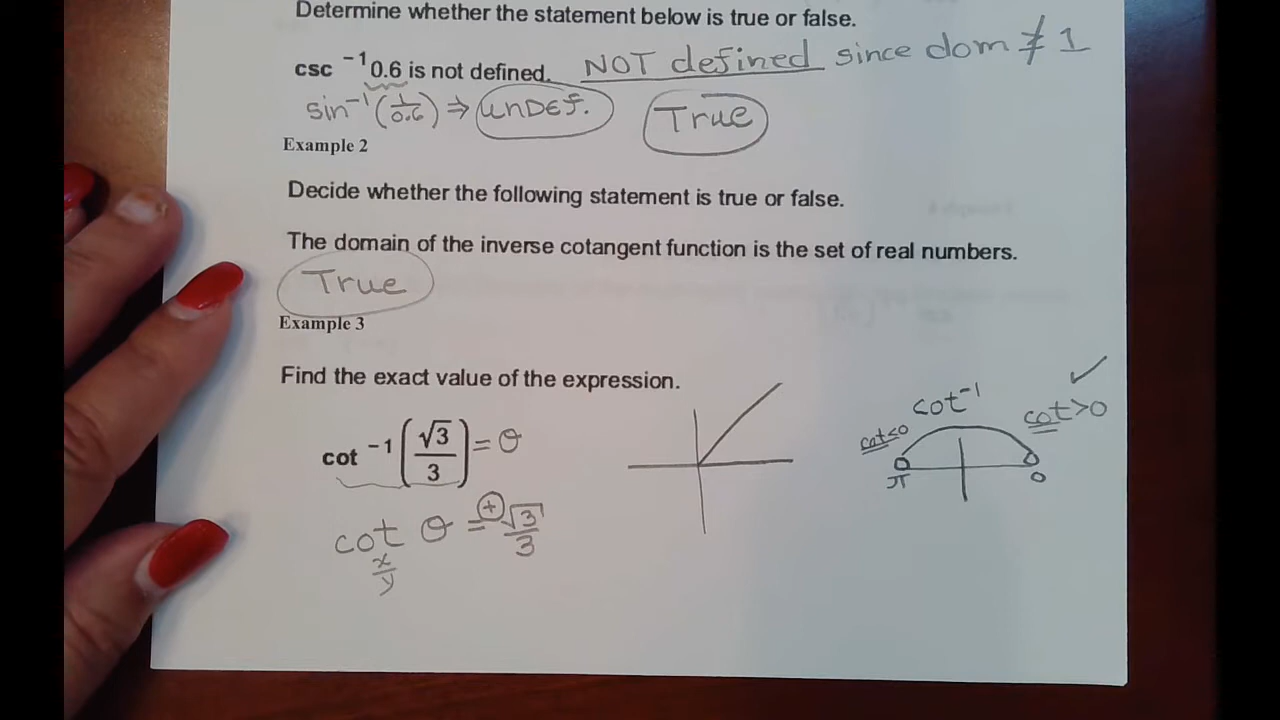 Determine whether the statement below is true or false.
csc ⁻¹0.6 is not defined. NOT defined since dom ≠ 1
sin⁻¹(1/0.6) ⇒ UNDEF. True
Example 2
Decide whether the following statement is true or false.
The domain of the inverse cotangent function is the set of real numbers.
True
Example 3
Find the exact value of the expression.
cot ⁻¹(√3/3) = θ
cot θ = +√3/3
x/y
cot⁻¹
cot<0
cot>0
π
0